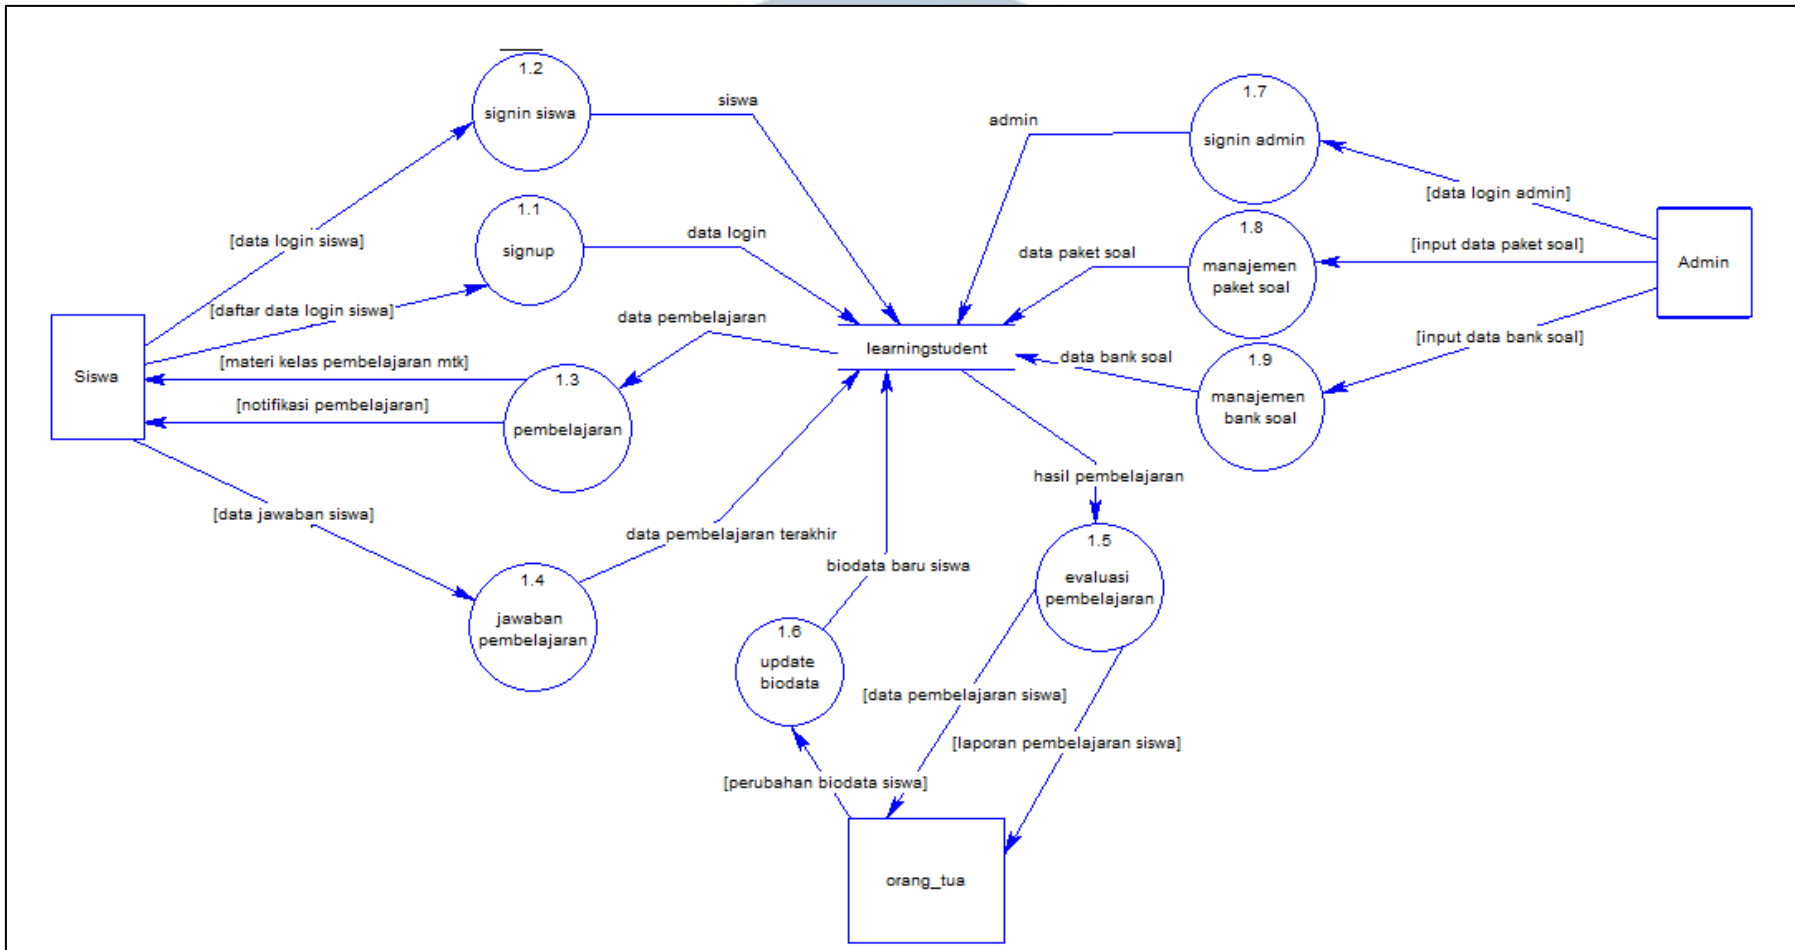 1.2
signin siswa
siswa
1.7
signin admin
admin
[data login admin]
1.1
signup
[data login siswa]
data login
1.8
manajemen
paket soal
data paket soal
[input data paket soal]
Admin
[daftar data login siswa]
data pembelajaran
learningstudent
[input data bank soal]
Siswa
[materi kelas pembelajaran mtk]
1.3
pembelajaran
[notifikasi pembelajaran]
data bank soal
1.9
manajemen
bank soal
hasil pembelajaran
[data jawaban siswa]
data pembelajaran terakhir
1.4
jawaban
pembelajaran
biodata baru siswa
1.5
evaluasi
pembelajaran
1.6
update
biodata
[data pembelajaran siswa]
[laporan pembelajaran siswa]
[perubahan biodata siswa]
orang_tua